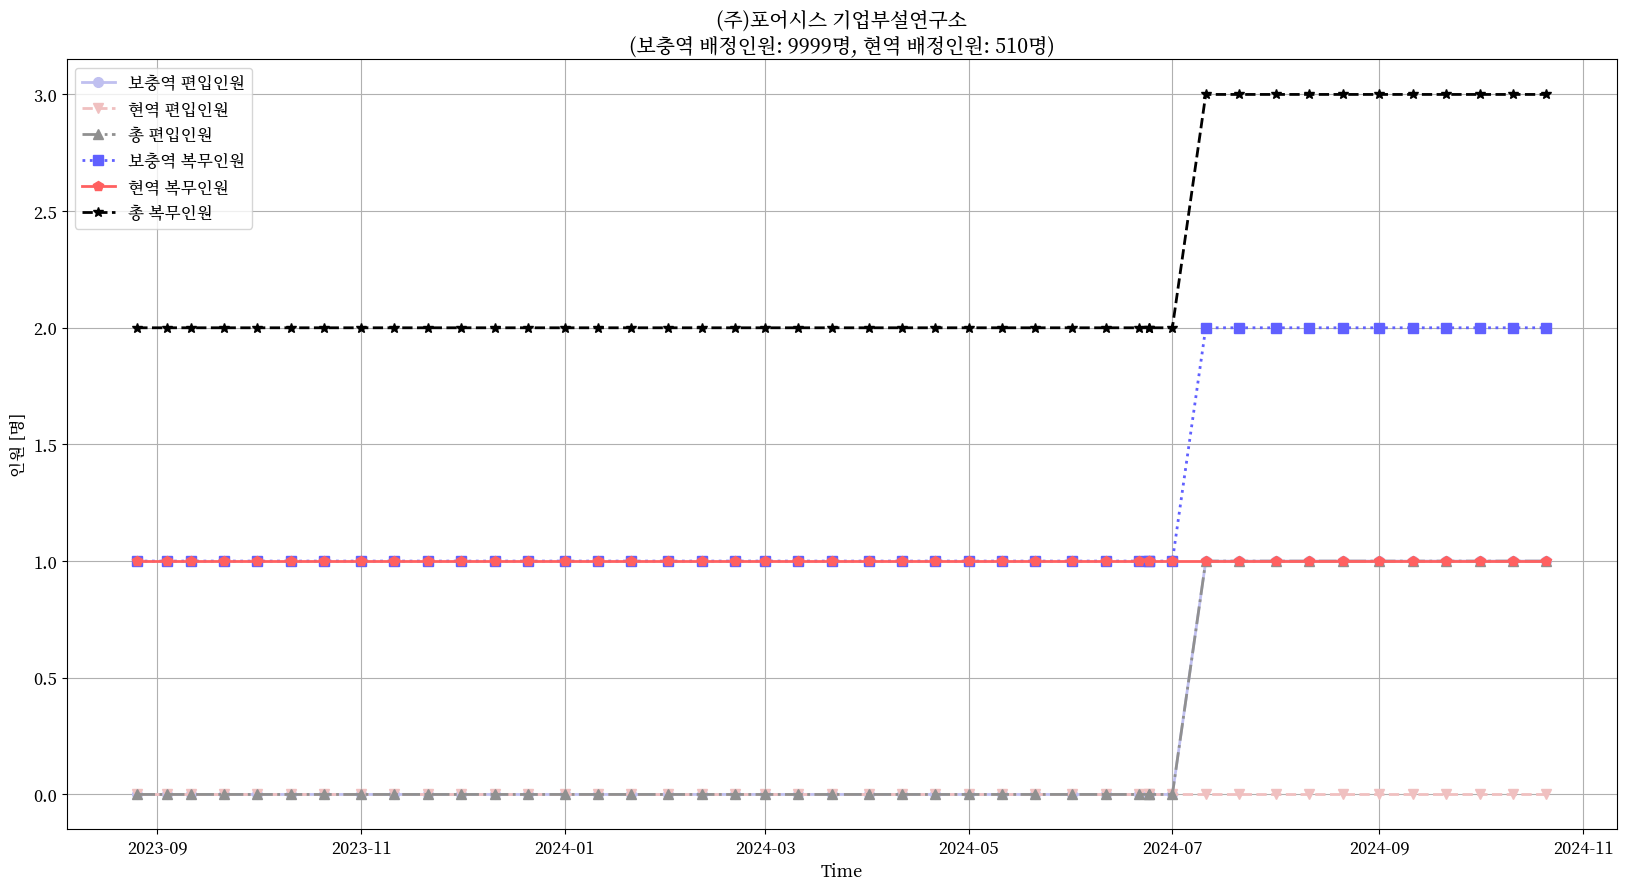 (주)포어시스 기업부설연구소
(보충역 배정인원: 9999명, 현역 배정인원: 510명)
보충역 편입인원
현역 편입인원
총 편입인원
보충역 복무인원
현역 복무인원
총 복무인원
인원 [명]
3.0
2.5
2.0
1.5
1.0
0.5
0.0
2023-09
2023-11
2024-01
2024-03
2024-05
2024-07
2024-09
2024-11
Time